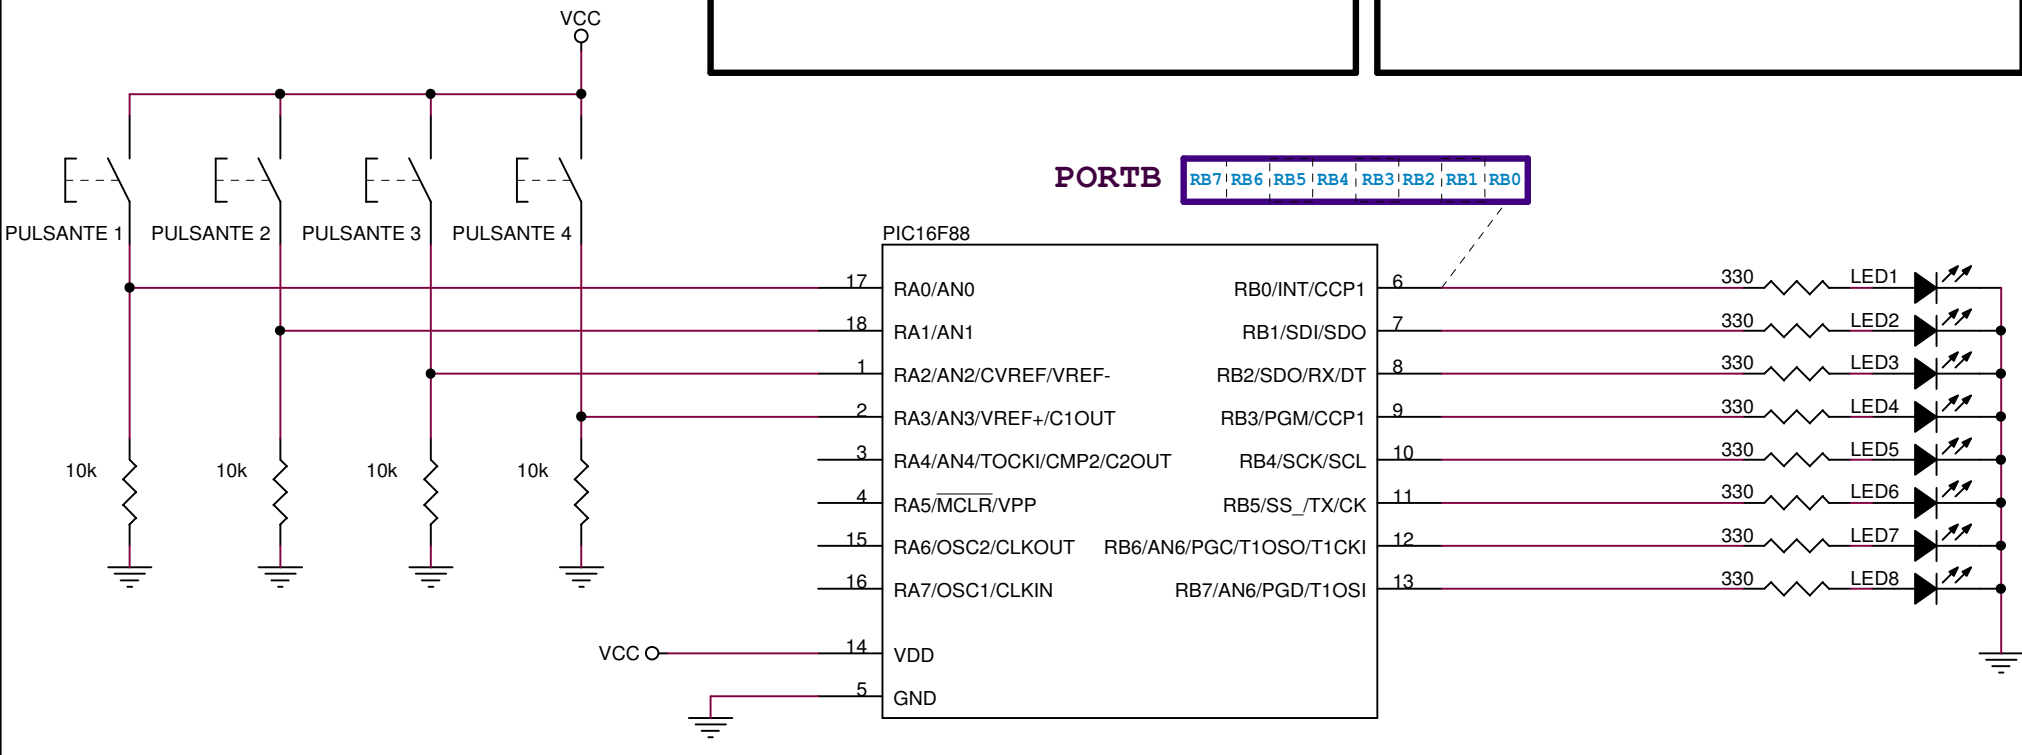 VCC
PORTB RB7 RB6 RB5 RB4 RB3 RB2 RB1 RB0
PULSANTE 1 PULSANTE 2 PULSANTE 3 PULSANTE 4
PIC16F88
17 RA0/AN0 RB0/INT/CCP1 6 330 LED1
18 RA1/AN1 RB1/SDI/SDO 7 330 LED2
1 RA2/AN2/CVREF/VREF- RB2/SDO/RX/DT 8 330 LED3
2 RA3/AN3/VREF+/C1OUT RB3/PGM/CCP1 9 330 LED4
3 RA4/AN4/TOCKI/CMP2/C2OUT RB4/SCK/SCL 10 330 LED5
10k 10k 10k 10k
4 RA5/MCLR/VPP RB5/SS_/TX/CK 11 330 LED6
15 RA6/OSC2/CLKOUT RB6/AN6/PGC/T1OSO/T1CKI 12 330 LED7
16 RA7/OSC1/CLKIN RB7/AN6/PGD/T1OSI 13 330 LED8
VCC 14 VDD
5 GND